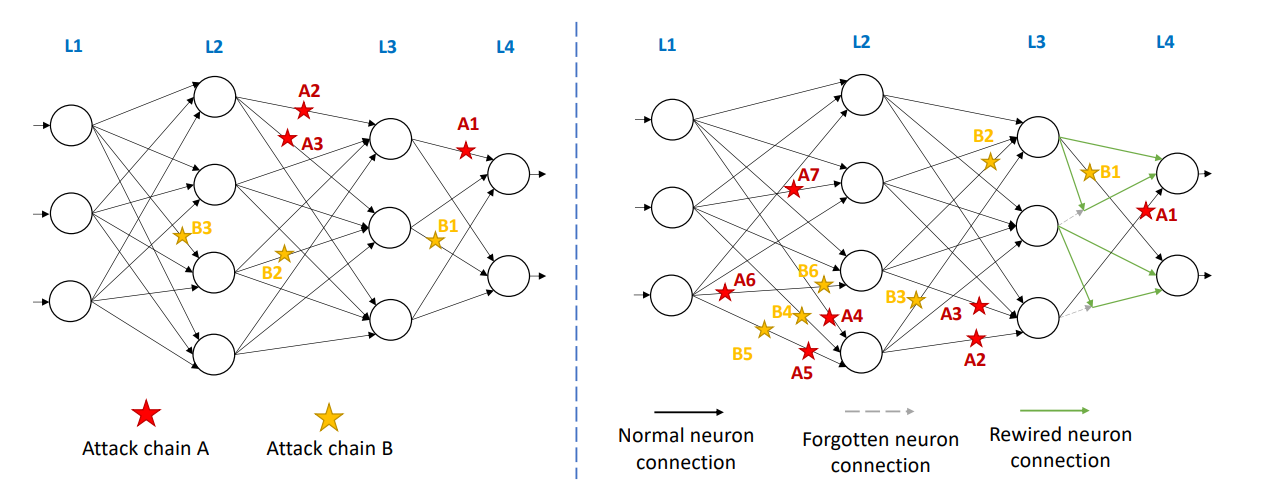 L1
L2
L3
L4
A2
A3
A1
B3
B2
B1
Attack chain A
Attack chain B
L1
L2
L3
L4
B2
B1
A7
A1
A6
B6
B3
B4
A4
A3
B5
A5
A2
Normal neuron
connection
Forgotten neuron
connection
Rewired neuron
connection